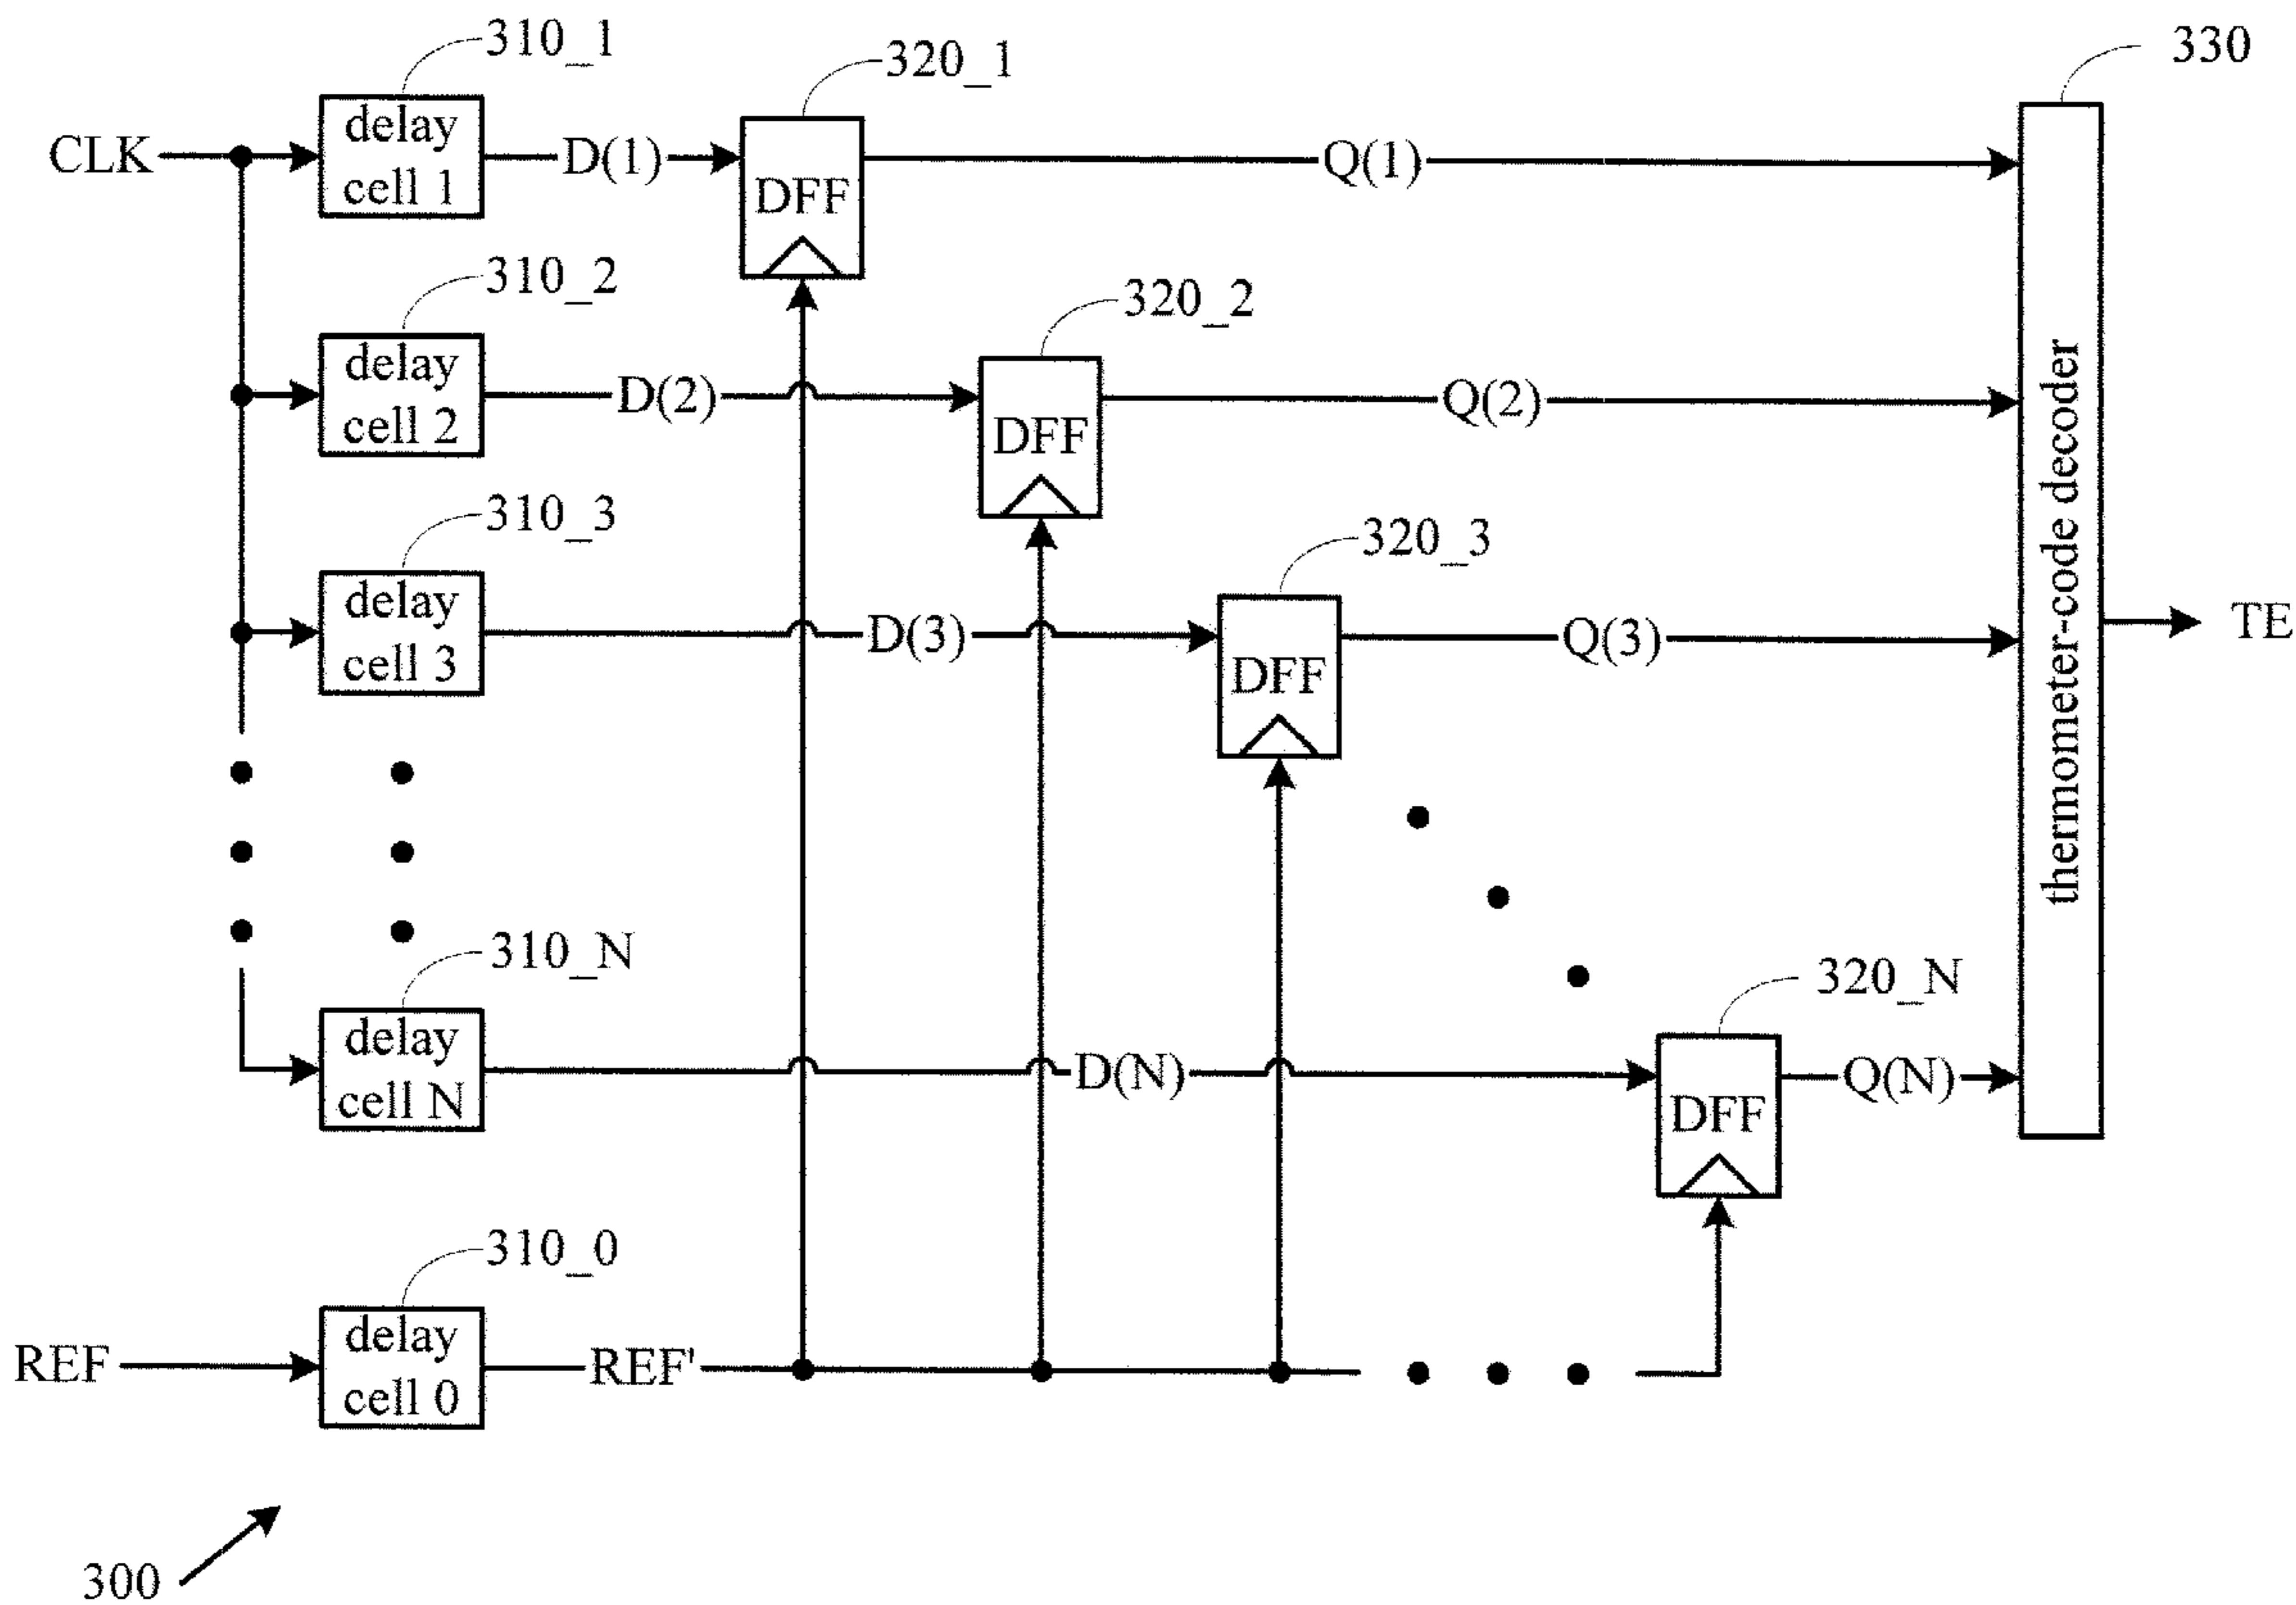 310_1
320_1
330
CLK
delay
cell 1
D(1)
DFF
Q(1)
310_2
320_2
delay
cell 2
D(2)
DFF
Q(2)
310_3
320_3
delay
cell 3
D(3)
DFF
Q(3)
thermometer-code decoder
TE
310_N
320_N
delay
cell N
D(N)
DFF
Q(N)
310_0
REF
delay
cell 0
REF'
300